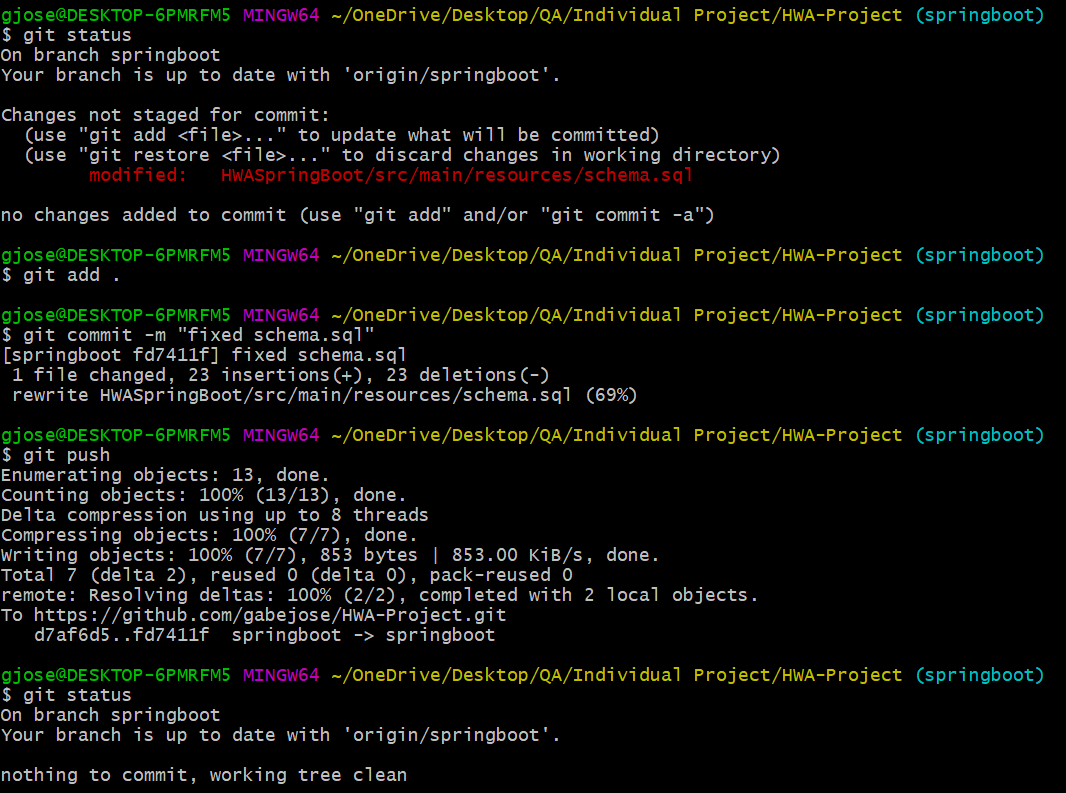 gjose@DESKTOP-6PMRFM5 MINGW64 ~/OneDrive/Desktop/QA/Individual Project/HWA-Project (springboot)
$ git status
On branch springboot
Your branch is up to date with 'origin/springboot'.

Changes not staged for commit:
  (use "git add <file>..." to update what will be committed)
  (use "git restore <file>..." to discard changes in working directory)
        modified:   HWASpringBoot/src/main/resources/schema.sql

no changes added to commit (use "git add" and/or "git commit -a")

gjose@DESKTOP-6PMRFM5 MINGW64 ~/OneDrive/Desktop/QA/Individual Project/HWA-Project (springboot)
$ git add .

gjose@DESKTOP-6PMRFM5 MINGW64 ~/OneDrive/Desktop/QA/Individual Project/HWA-Project (springboot)
$ git commit -m "fixed schema.sql"
[springboot fd7411f] fixed schema.sql
 1 file changed, 23 insertions(+), 23 deletions(-)
 rewrite HWASpringBoot/src/main/resources/schema.sql (69%)

gjose@DESKTOP-6PMRFM5 MINGW64 ~/OneDrive/Desktop/QA/Individual Project/HWA-Project (springboot)
$ git push
Enumerating objects: 13, done.
Counting objects: 100% (13/13), done.
Delta compression using up to 8 threads
Compressing objects: 100% (7/7), done.
Writing objects: 100% (7/7), 853 bytes | 853.00 KiB/s, done.
Total 7 (delta 2), reused 0 (delta 0), pack-reused 0
remote: Resolving deltas: 100% (2/2), completed with 2 local objects.
To https://github.com/gabejose/HWA-Project.git
   d7af6d5..fd7411f  springboot -> springboot

gjose@DESKTOP-6PMRFM5 MINGW64 ~/OneDrive/Desktop/QA/Individual Project/HWA-Project (springboot)
$ git status
On branch springboot
Your branch is up to date with 'origin/springboot'.

nothing to commit, working tree clean